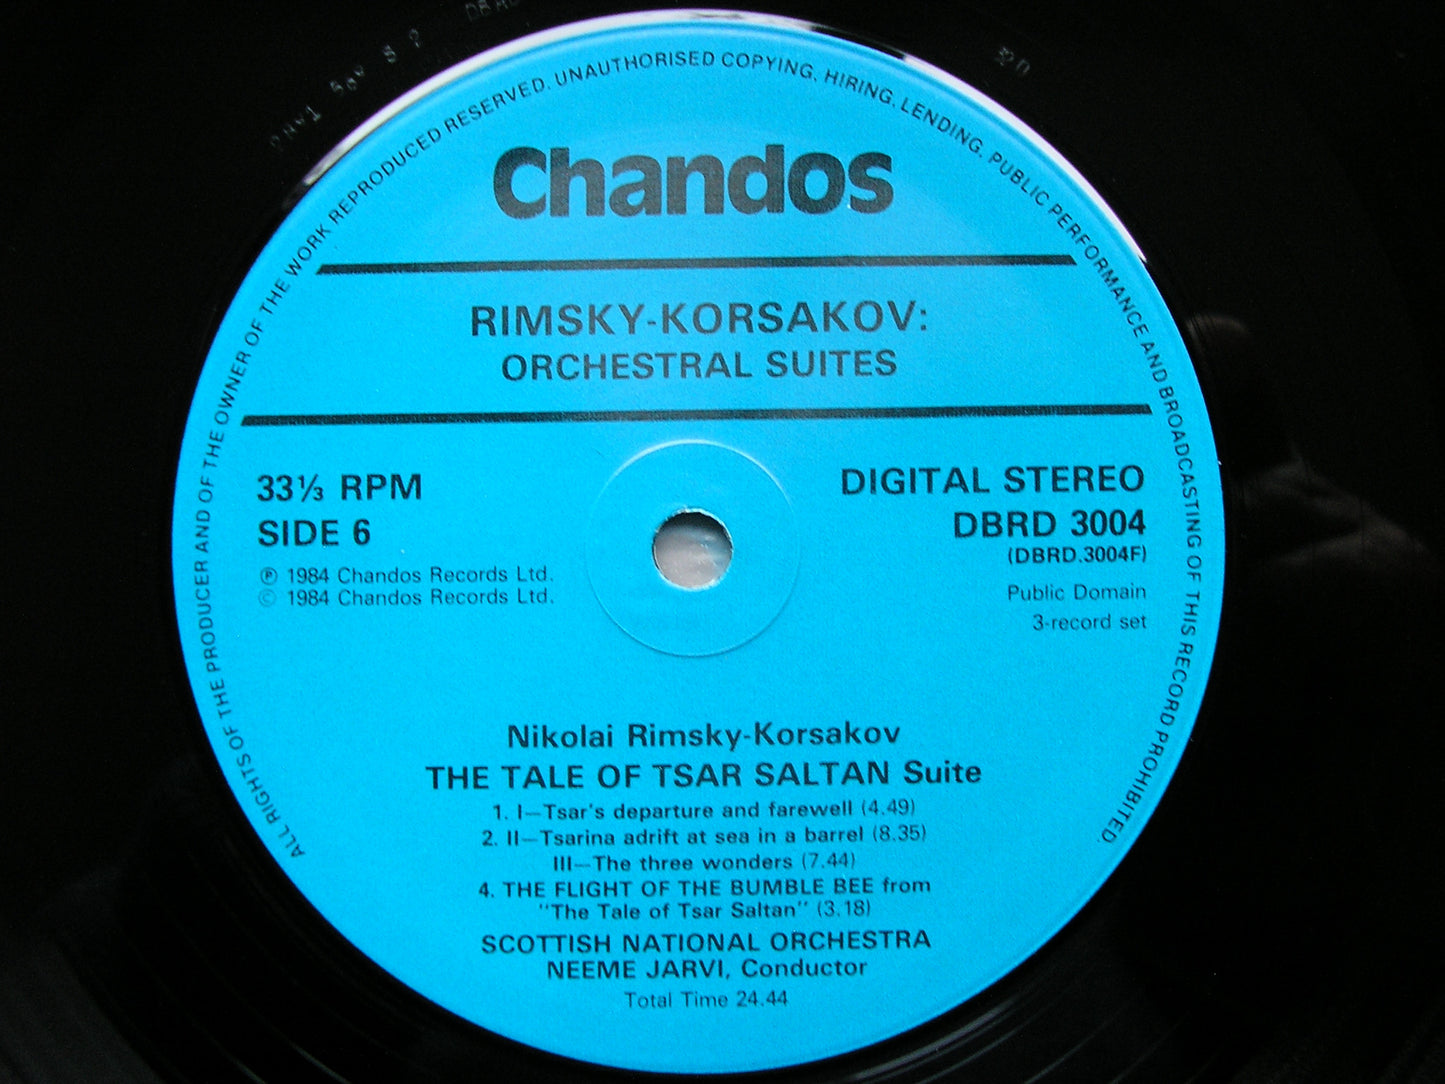 ALL RIGHTS OF THE PRODUCER AND OF THE OWNER OF THE WORK REPRODUCED RESERVED. UNAUTHORISED COPYING, HIRING, LENDING, PUBLIC PERFORMANCE AND BROADCASTING OF THIS RECORD PROHIBITED.
Chandos
RIMSKY-KORSAKOV:
ORCHESTRAL SUITES
33⅓ RPM
SIDE 6
℗ 1984 Chandos Records Ltd.
© 1984 Chandos Records Ltd.
DIGITAL STEREO
DBRD 3004
(DBRD.3004F)
Public Domain
3-record set
Nikolai Rimsky-Korsakov
THE TALE OF TSAR SALTAN Suite
1. I—Tsar's departure and farewell (4.49)
2. II—Tsarina adrift at sea in a barrel (8.35)
III—The three wonders (7.44)
4. THE FLIGHT OF THE BUMBLE BEE from
"The Tale of Tsar Saltan" (3.18)
SCOTTISH NATIONAL ORCHESTRA
NEEME JARVI, Conductor
Total Time 24.44